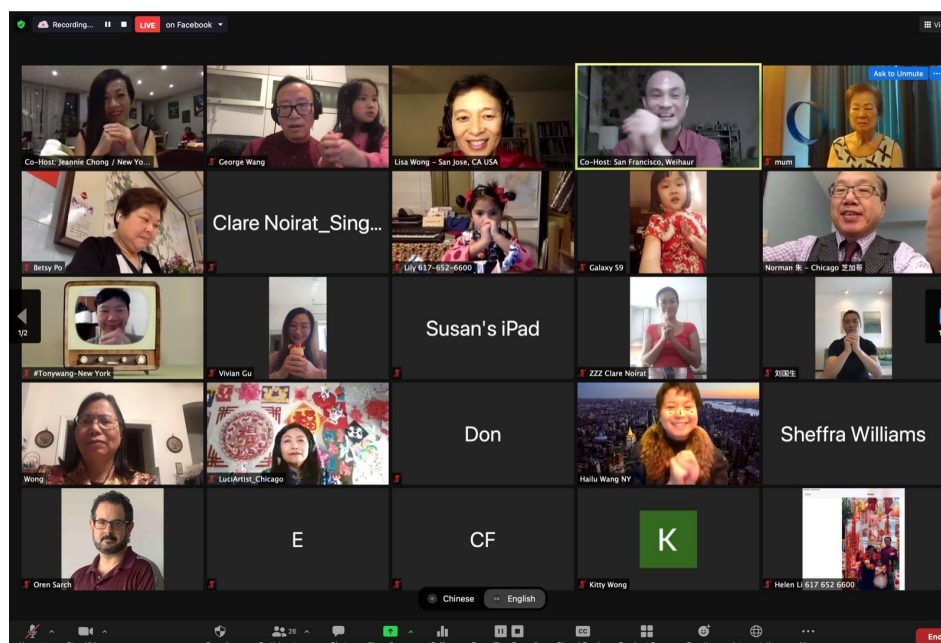 Recording...
LIVE on Facebook
Co-Host: Jeannie Chong / New Yo...
George Wang
Lisa Wong - San Jose, CA USA
Co-Host: San Francisco, Weihaur
Ask to Unmute
mum
Betsy Po
Clare Noirat_Sing...
Lily 617-652-6600
Galaxy S9
Norman 朱 - Chicago 芝加哥
1/2
#Tonywang-New York
Vivian Gu
Susan's iPad
ZZZ Clare Noirat
刘国生
Wong
LuciArtist_Chicago
Don
Hailu Wang NY
Sheffra Williams
Oren Sarch
E
CF
K
Kitty Wong
Helen Li 617 652 6600
Chinese
English
26
CC